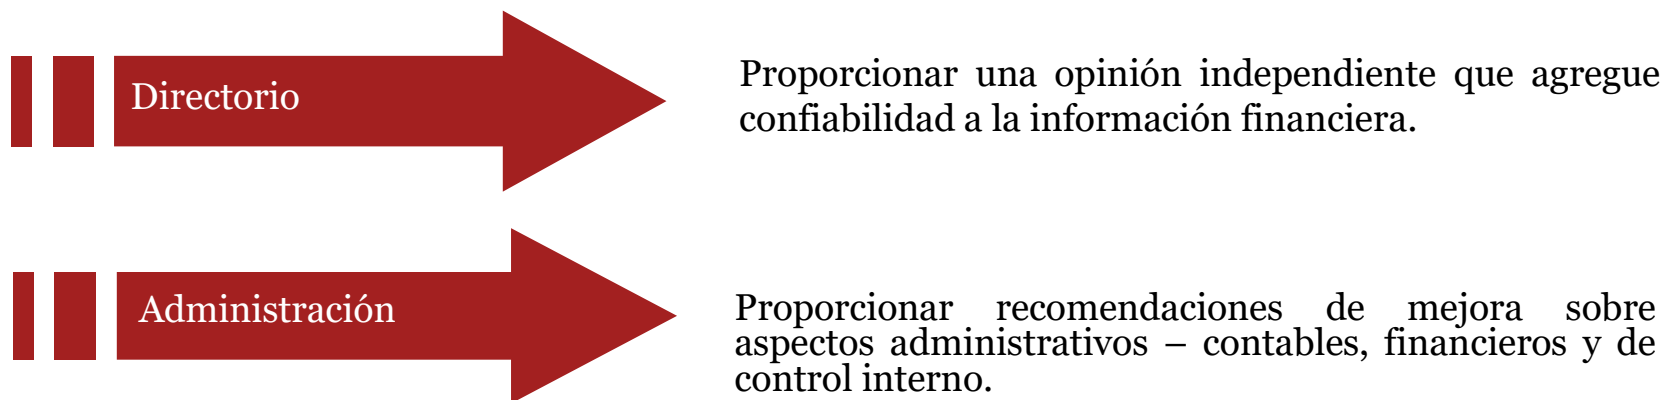 Directorio
Proporcionar una opinión independiente que agregue
confiabilidad a la información financiera.
Administración
Proporcionar recomendaciones de mejora sobre
aspectos administrativos – contables, financieros y de
control interno.